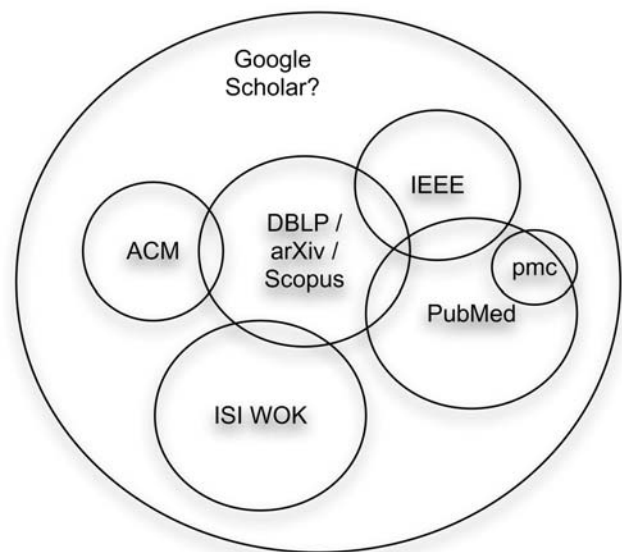 Google
Scholar?
IEEE
ACM
DBLP /
arXiv /
Scopus
pmc
PubMed
ISI WOK